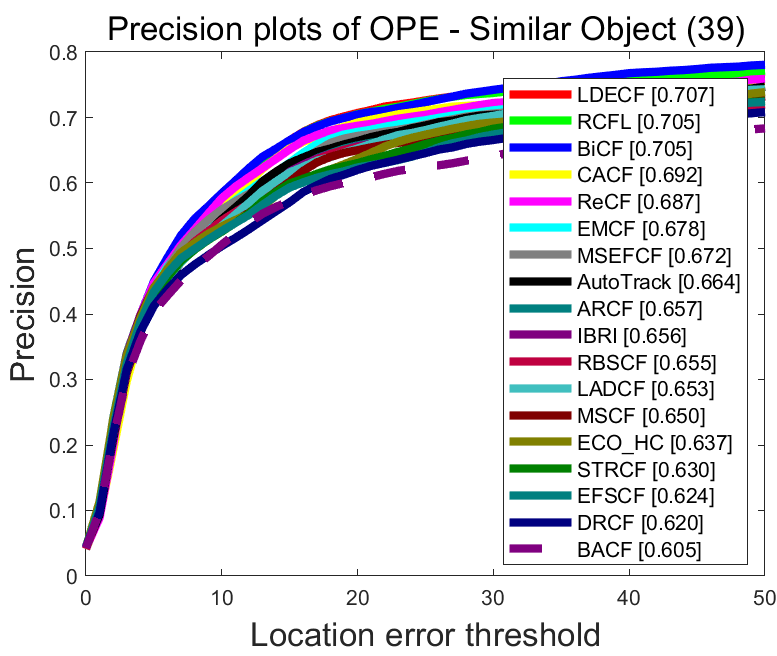 Precision plots of OPE - Similar Object (39)
0.8
0.7
0.6
0.5
0.4
0.3
0.2
0.1
0
Precision
LDECF [0.707]
RCFL [0.705]
BiCF [0.705]
CACF [0.692]
ReCF [0.687]
EMCF [0.678]
MSEFCF [0.672]
AutoTrack [0.664]
ARCF [0.657]
IBRI [0.656]
RBSCF [0.655]
LADCF [0.653]
MSCF [0.650]
ECO_HC [0.637]
STRCF [0.630]
EFSCF [0.624]
DRCF [0.620]
BACF [0.605]
0 10 20 30 40 50
Location error threshold